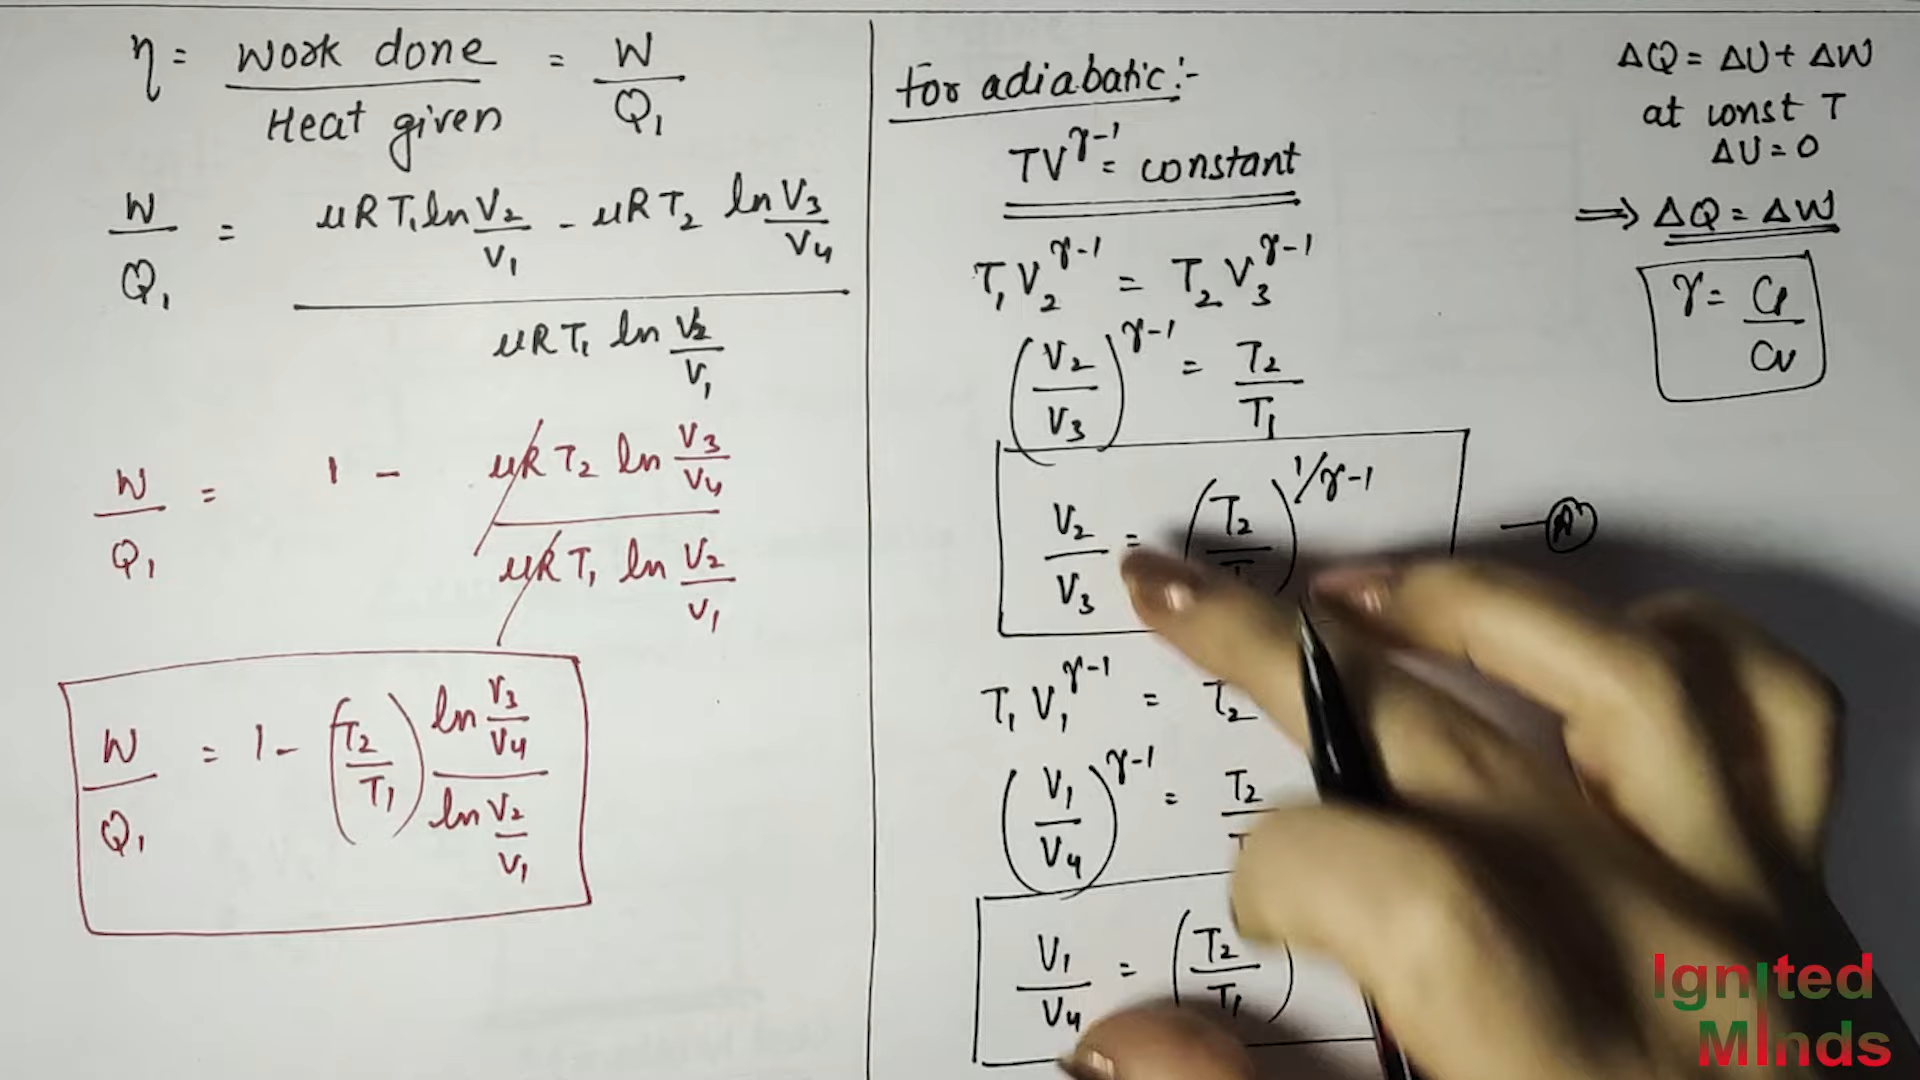 η = work done / Heat given = W / Q₁
W / Q₁ = μRT₁ ln V₂/V₁ - μRT₂ ln V₃/V₄
μRT₁ ln V₂/V₁
W / Q₁ = 1 - μRT₂ ln V₃/V₄
μRT₁ ln V₂/V₁
W / Q₁ = 1 - (T₂/T₁) ln V₃/V₄
ln V₂/V₁
For adiabatic:-
TV^γ-1 = constant
T₁V₂^γ-1 = T₂V₃^γ-1
(V₂/V₃)^γ-1 = T₂/T₁
V₂/V₃ = (T₂/)^1/γ-1 — A
T₁V₁^γ-1 = T₂
(V₁/V₄)^γ-1 = T₂
V₁/V₄ = (T₂/T₁)
ΔQ = ΔU + ΔW
at const T
ΔU = 0
⇒ ΔQ = ΔW
γ = Cp/Cv
Ignited
Minds